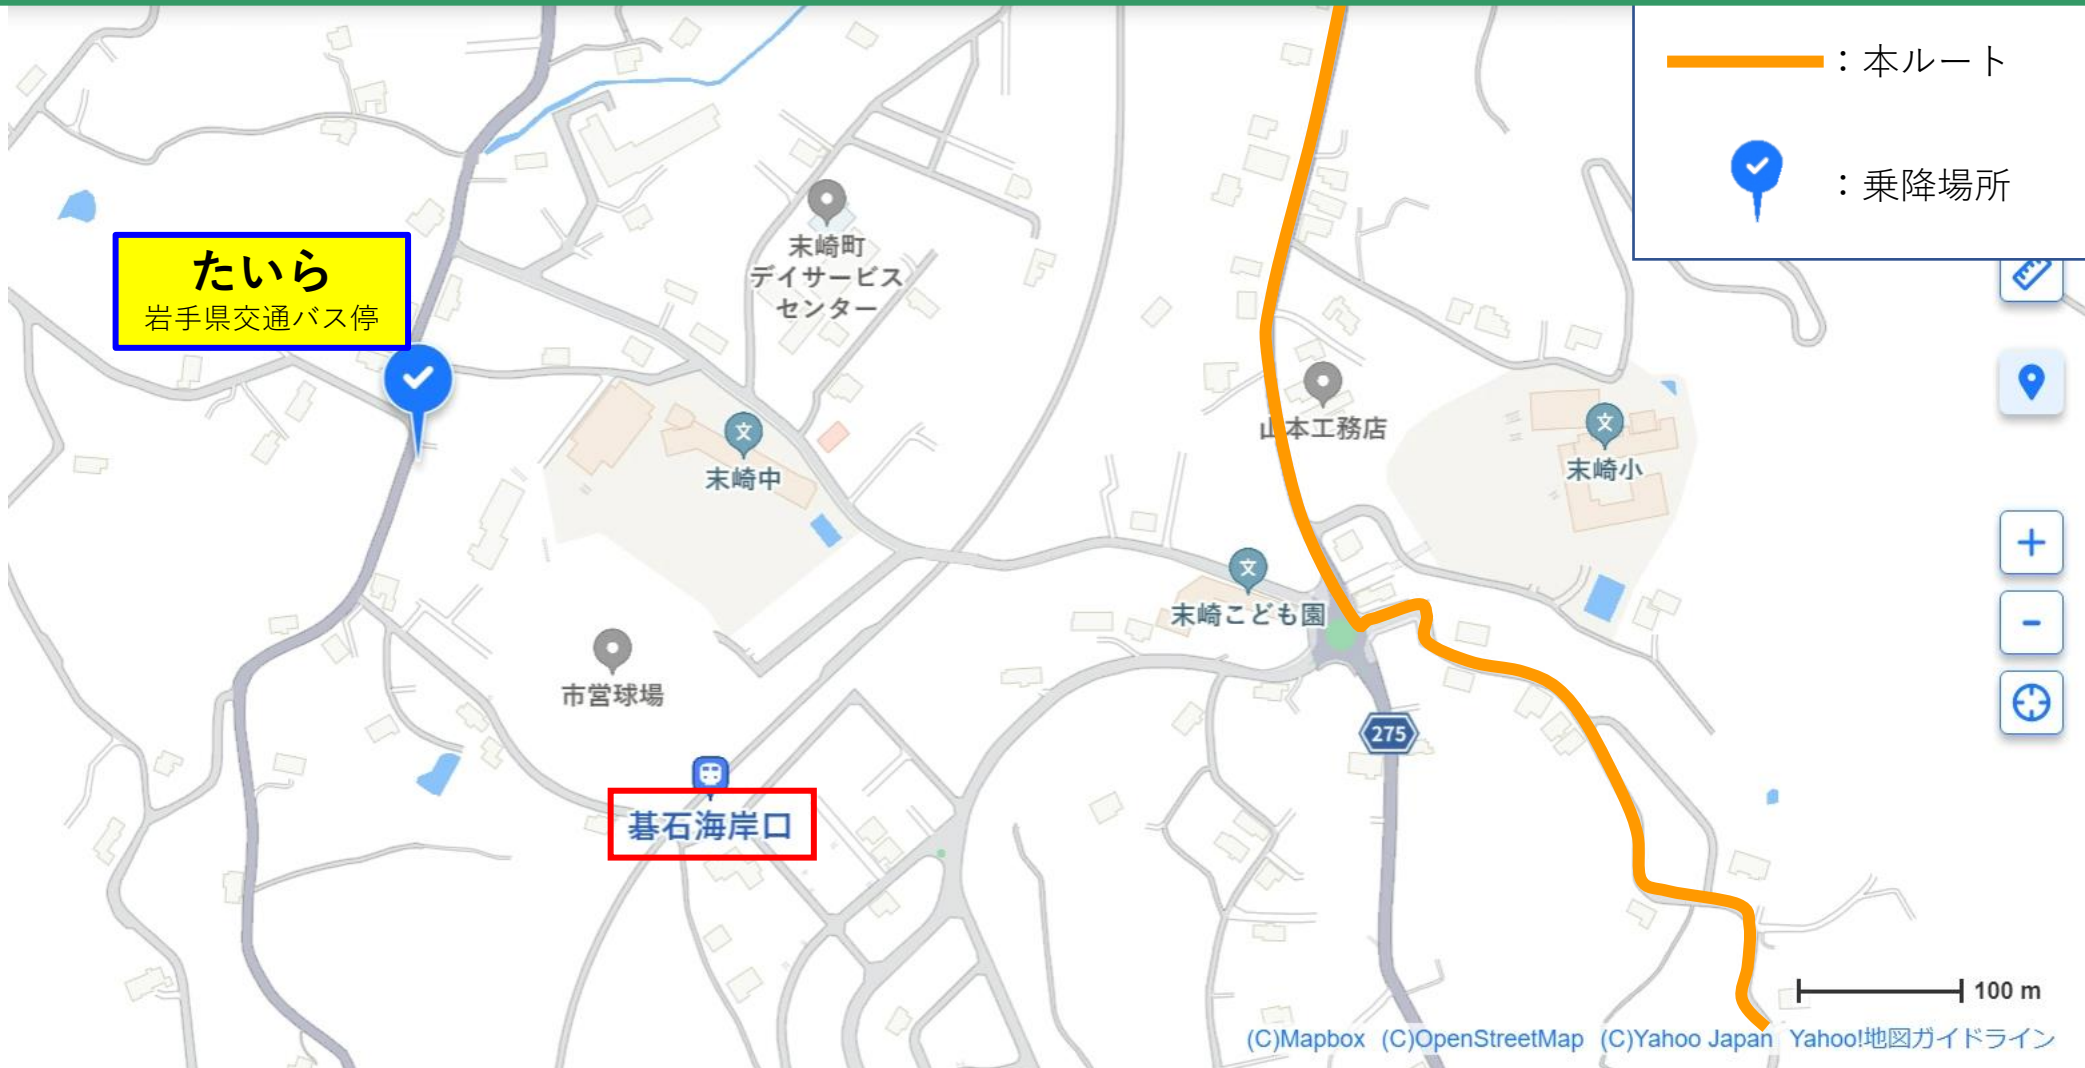 ：本ルート
：乗降場所
たいら
岩手県交通バス停
末崎町
デイサービス
センター
山本工務店
末崎中
末崎小
末崎こども園
市営球場
275
碁石海岸口
100 m
(C)Mapbox (C)OpenStreetMap (C)Yahoo Japan Yahoo!地図ガイドライン